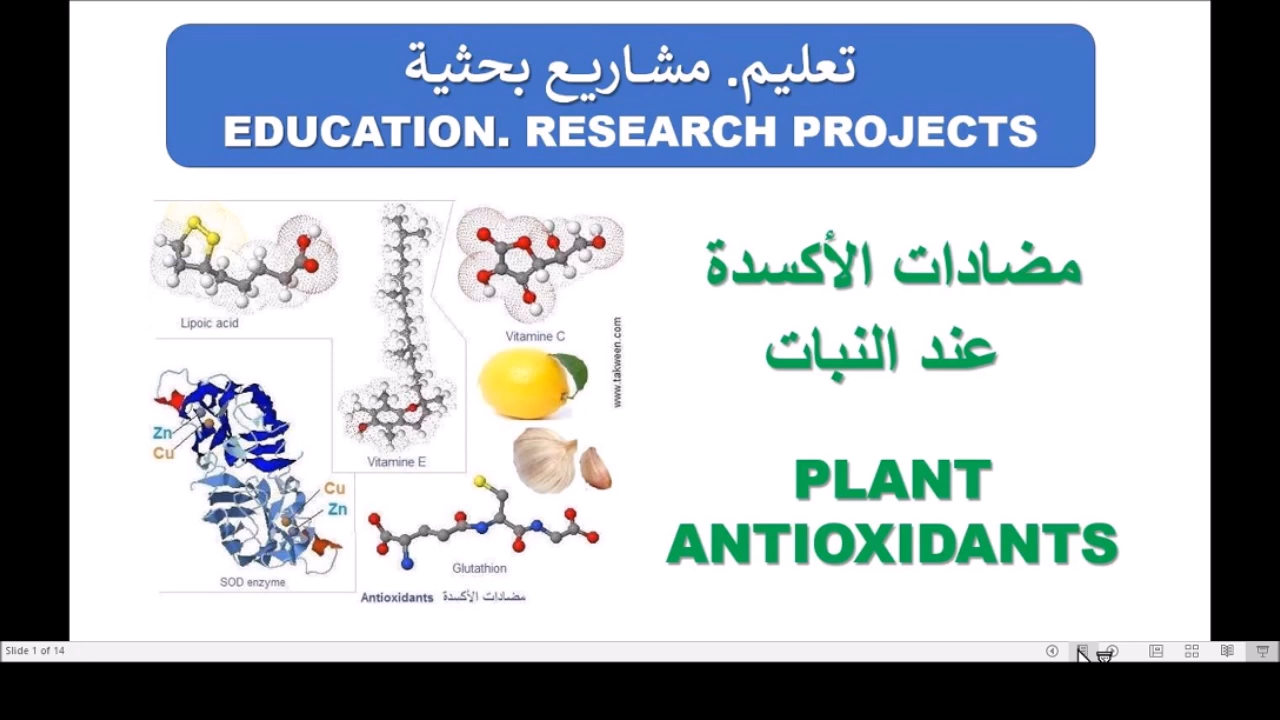 تعليم. مشاريع بحثية
EDUCATION. RESEARCH PROJECTS
مضادات الأكسدة
عند النبات
PLANT
ANTIOXIDANTS
Lipoic acid
Vitamine E
Vitamine C
www.takween.com
Zn
Cu
Cu
Zn
SOD enzyme
Glutathion
Antioxidants مضادات الأكسدة
Slide 1 of 14